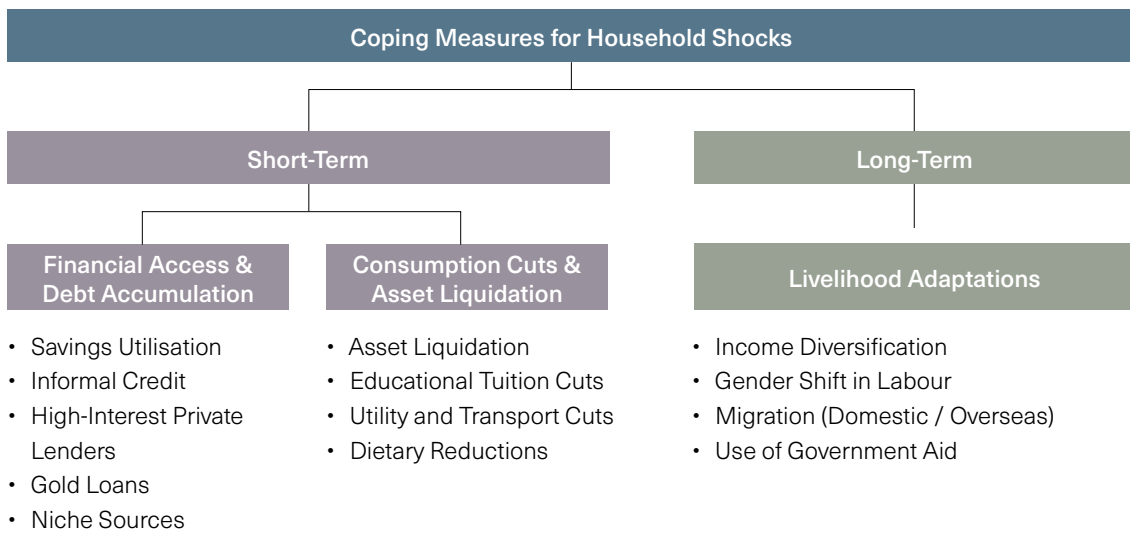 Coping Measures for Household Shocks
Short-Term
Long-Term
Financial Access &
Debt Accumulation
Consumption Cuts &
Asset Liquidation
Livelihood Adaptations
• Savings Utilisation
• Informal Credit
• High-Interest Private
Lenders
• Gold Loans
• Niche Sources
• Asset Liquidation
• Educational Tuition Cuts
• Utility and Transport Cuts
• Dietary Reductions
• Income Diversification
• Gender Shift in Labour
• Migration (Domestic / Overseas)
• Use of Government Aid